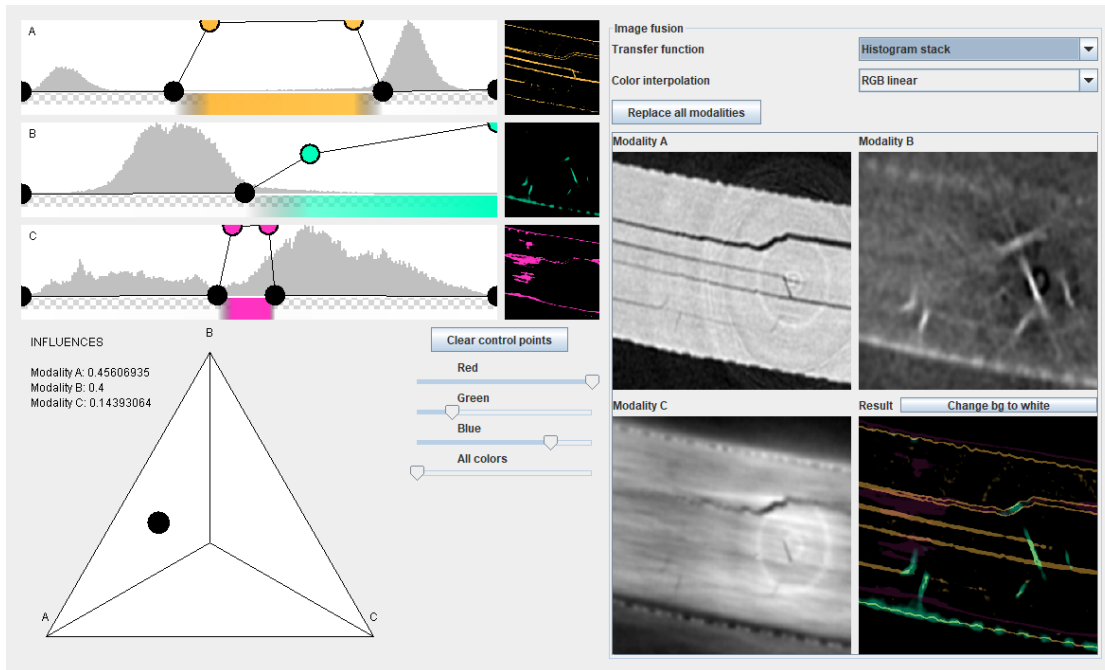 A
B
C
INFLUENCES
Modality A: 0.45606935
Modality B: 0.4
Modality C: 0.14393064
B
A
C
Clear control points
Red
Green
Blue
All colors
Image fusion
Transfer function
Histogram stack
Color interpolation
RGB linear
Replace all modalities
Modality A
Modality B
Modality C
Result
Change bg to white